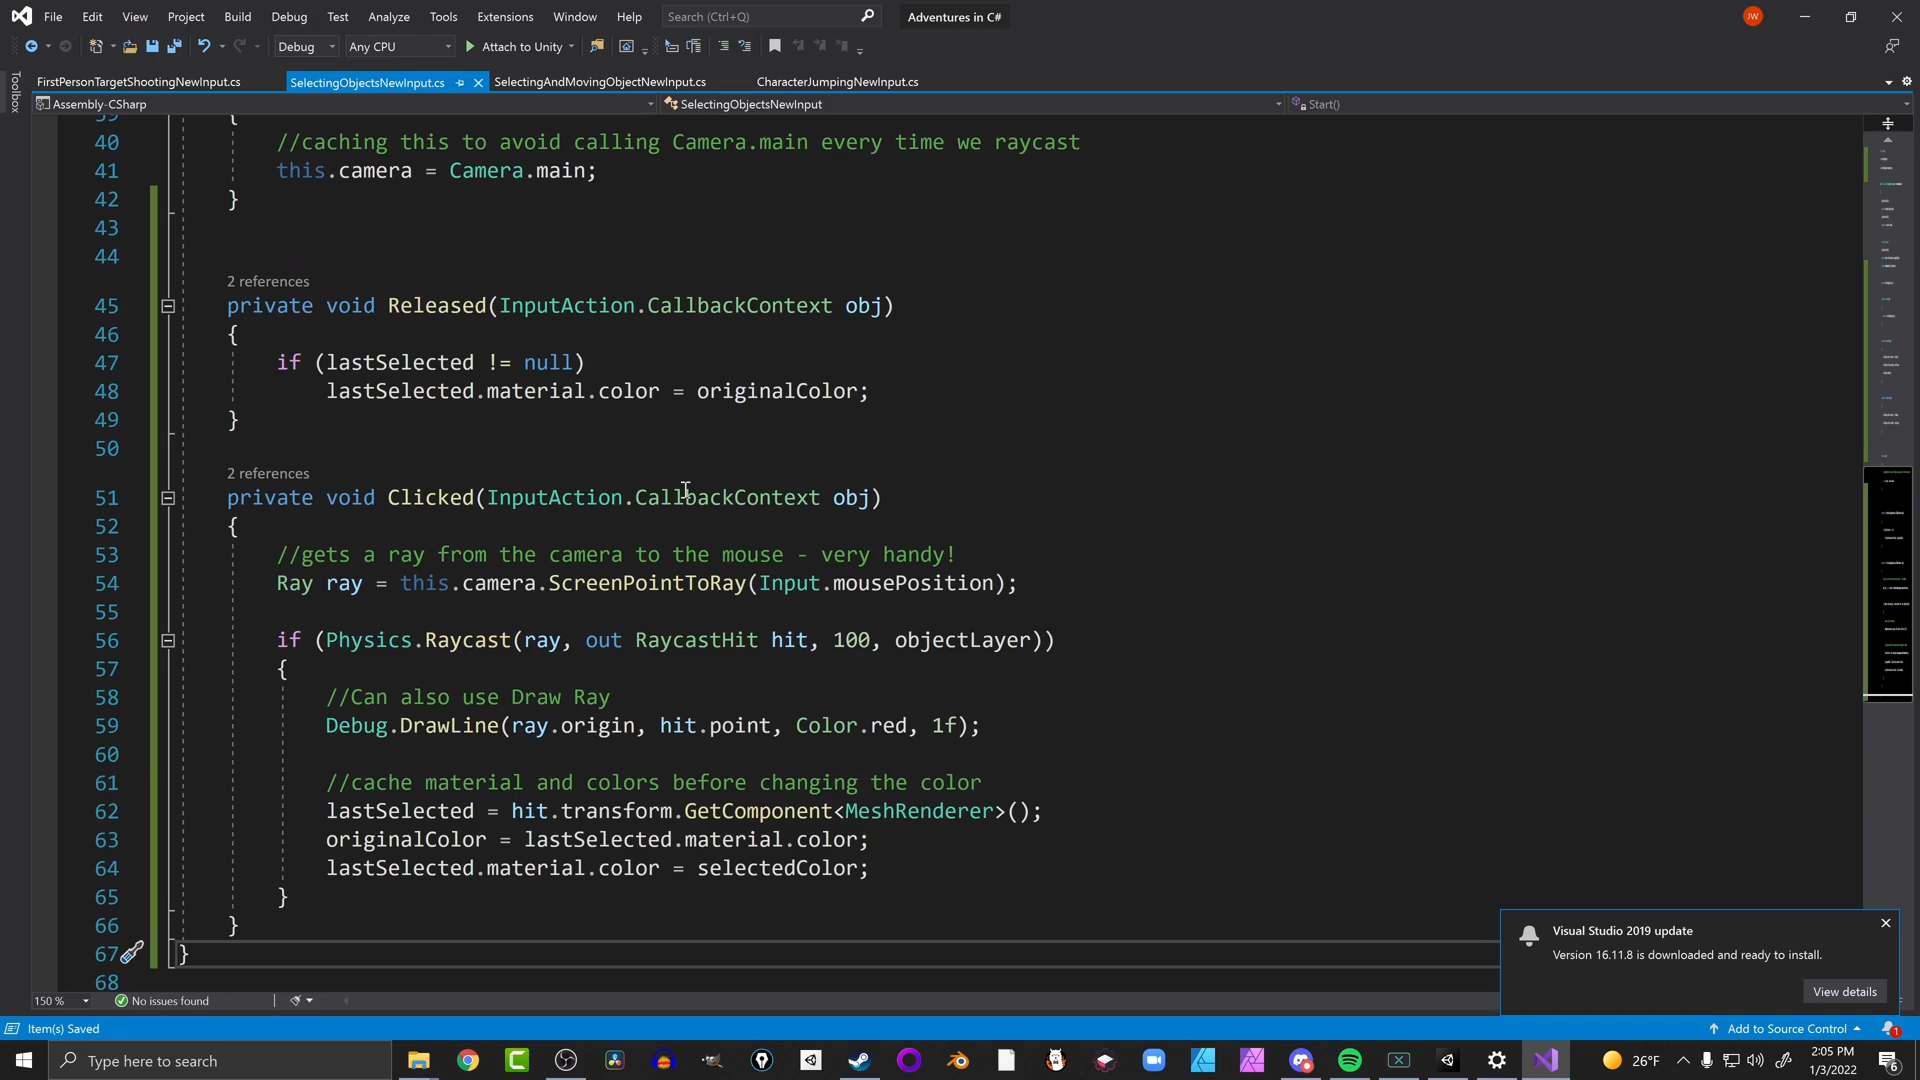 File Edit View Project Build Debug Test Analyze Tools Extensions Window Help Search (Ctrl+Q) Adventures in C# JW
Debug Any CPU Attach to Unity
Toolbox
FirstPersonTargetShootingNewInput.cs SelectingObjectsNewInput.cs SelectingAndMovingObjectNewInput.cs CharacterJumpingNewInput.cs
Assembly-CSharp SelectingObjectsNewInput Start()
39 {
40 //caching this to avoid calling Camera.main every time we raycast
41 this.camera = Camera.main;
42 }
43
44
2 references
45 private void Released(InputAction.CallbackContext obj)
46 {
47 if (lastSelected != null)
48 lastSelected.material.color = originalColor;
49 }
50
2 references
51 private void Clicked(InputAction.CallbackContext obj)
52 {
53 //gets a ray from the camera to the mouse - very handy!
54 Ray ray = this.camera.ScreenPointToRay(Input.mousePosition);
55
56 if (Physics.Raycast(ray, out RaycastHit hit, 100, objectLayer))
57 {
58 //Can also use Draw Ray
59 Debug.DrawLine(ray.origin, hit.point, Color.red, 1f);
60
61 //cache material and colors before changing the color
62 lastSelected = hit.transform.GetComponent<MeshRenderer>();
63 originalColor = lastSelected.material.color;
64 lastSelected.material.color = selectedColor;
65 }
66 }
67 }
68
Visual Studio 2019 update
Version 16.11.8 is downloaded and ready to install.
View details
150 % No issues found
Item(s) Saved Add to Source Control 1
Type here to search 26°F 2:05 PM
1/3/2022 6